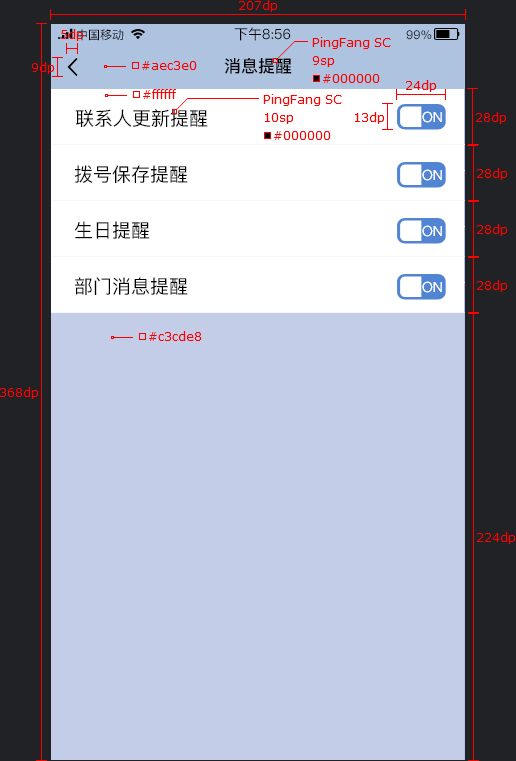 207dp
5dp
中国移动
下午8:56
99%
PingFang SC
9sp
#000000
9dp
#aec3e0
消息提醒
#ffffff
PingFang SC
10sp
#000000
24dp
13dp
28dp
联系人更新提醒
ON
拨号保存提醒
ON
28dp
生日提醒
ON
28dp
部门消息提醒
ON
28dp
#c3cde8
368dp
224dp